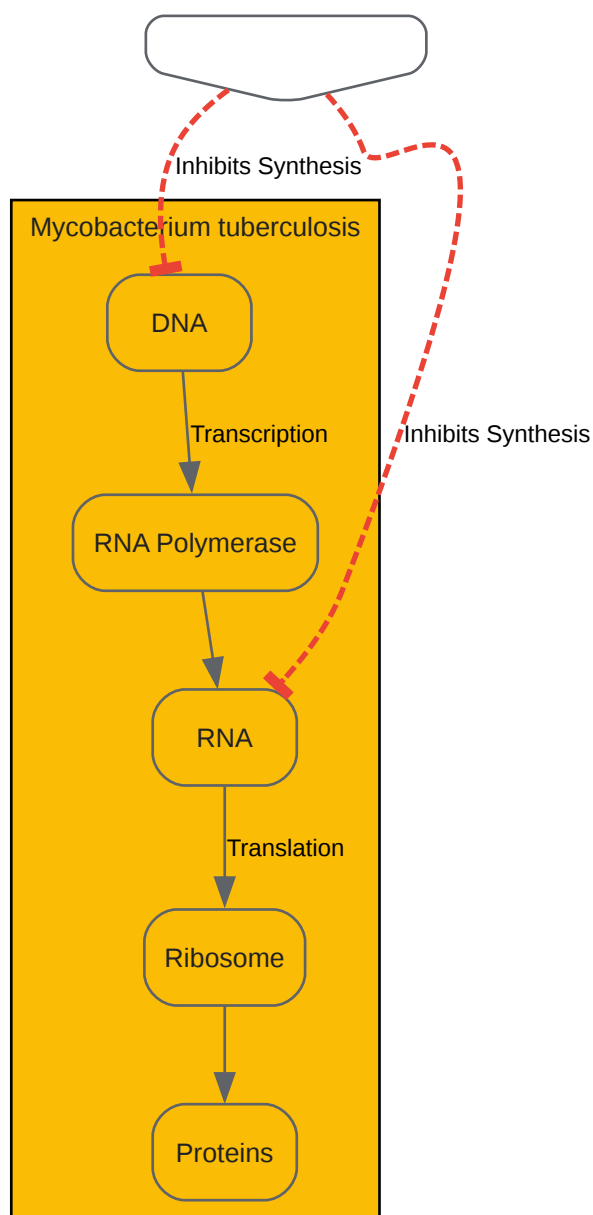 Inhibits Synthesis
Mycobacterium tuberculosis
DNA
Transcription
Inhibits Synthesis
RNA Polymerase
RNA
Translation
Ribosome
Proteins